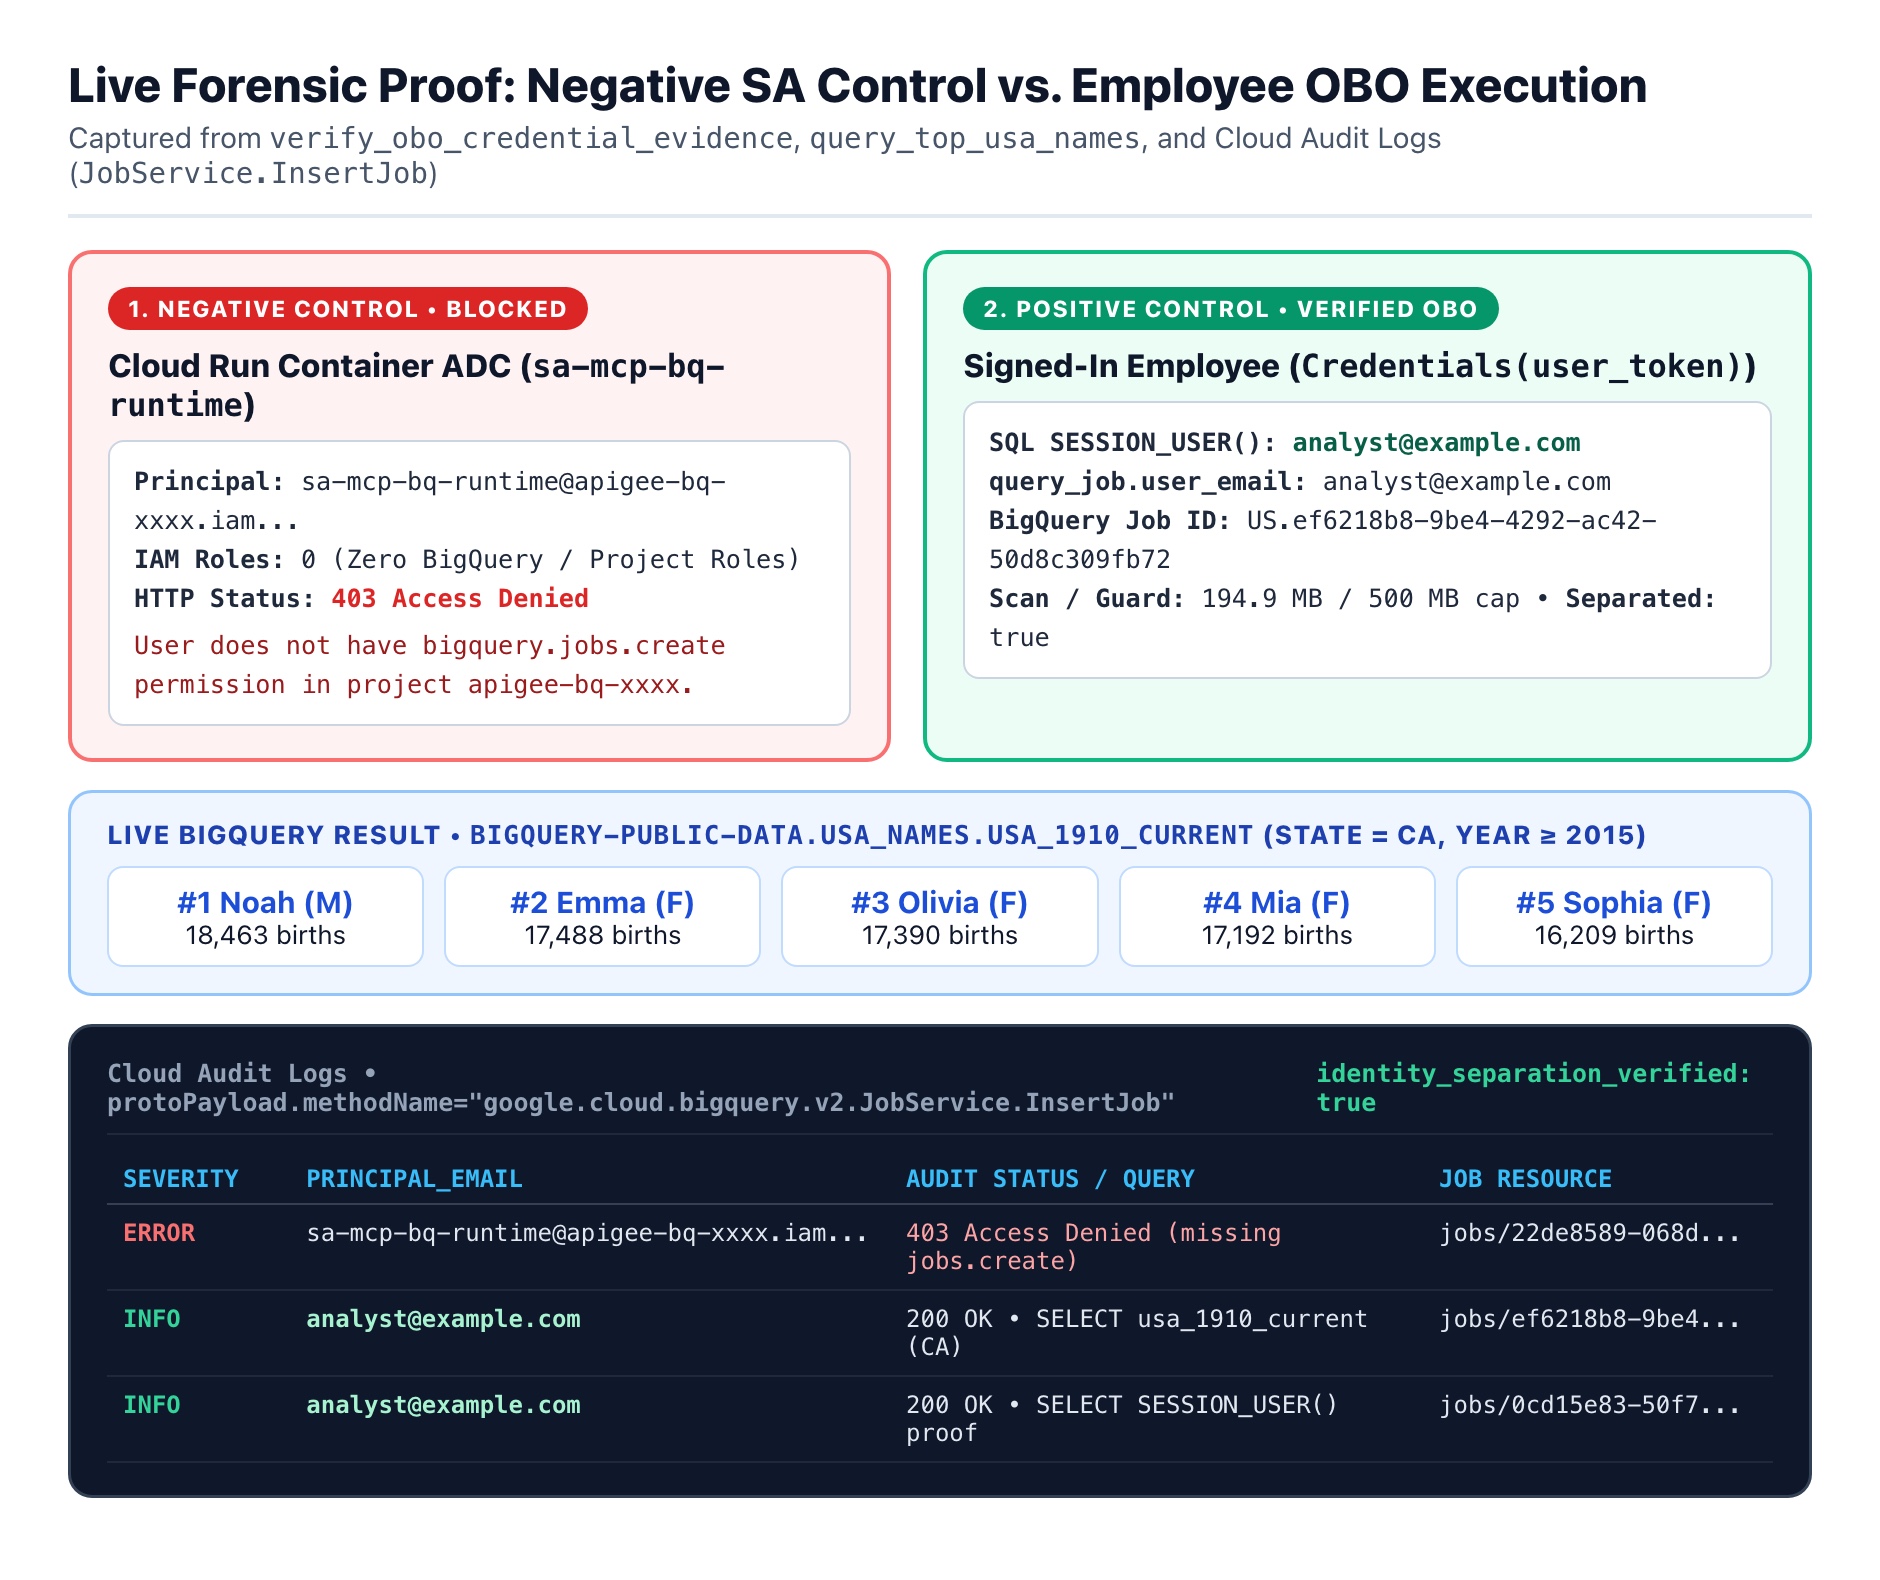 Live Forensic Proof: Negative SA Control vs. Employee OBO Execution
Captured from verify_obo_credential_evidence, query_top_usa_names, and Cloud Audit Logs
(JobService.InsertJob)
1. NEGATIVE CONTROL • BLOCKED
Cloud Run Container ADC (sa-mcp-bq-
runtime)
Principal: sa-mcp-bq-runtime@apigee-bq-
xxxx.iam...
IAM Roles: 0 (Zero BigQuery / Project Roles)
HTTP Status: 403 Access Denied
User does not have bigquery.jobs.create
permission in project apigee-bq-xxxx.
2. POSITIVE CONTROL • VERIFIED OBO
Signed-In Employee (Credentials(user_token))
SQL SESSION_USER(): analyst@example.com
query_job.user_email: analyst@example.com
BigQuery Job ID: US.ef6218b8-9be4-4292-ac42-
50d8c309fb72
Scan / Guard: 194.9 MB / 500 MB cap • Separated:
true
LIVE BIGQUERY RESULT • BIGQUERY-PUBLIC-DATA.USA_NAMES.USA_1910_CURRENT (STATE = CA, YEAR ≥ 2015)
#1 Noah (M)
18,463 births
#2 Emma (F)
17,488 births
#3 Olivia (F)
17,390 births
#4 Mia (F)
17,192 births
#5 Sophia (F)
16,209 births
Cloud Audit Logs •
protoPayload.methodName="google.cloud.bigquery.v2.JobService.InsertJob"
identity_separation_verified:
true
SEVERITY PRINCIPAL_EMAIL AUDIT STATUS / QUERY JOB RESOURCE
ERROR sa-mcp-bq-runtime@apigee-bq-xxxx.iam... 403 Access Denied (missing jobs/22de8589-068d...
jobs.create)
INFO analyst@example.com 200 OK • SELECT usa_1910_current jobs/ef6218b8-9be4...
(CA)
INFO analyst@example.com 200 OK • SELECT SESSION_USER() jobs/0cd15e83-50f7...
proof